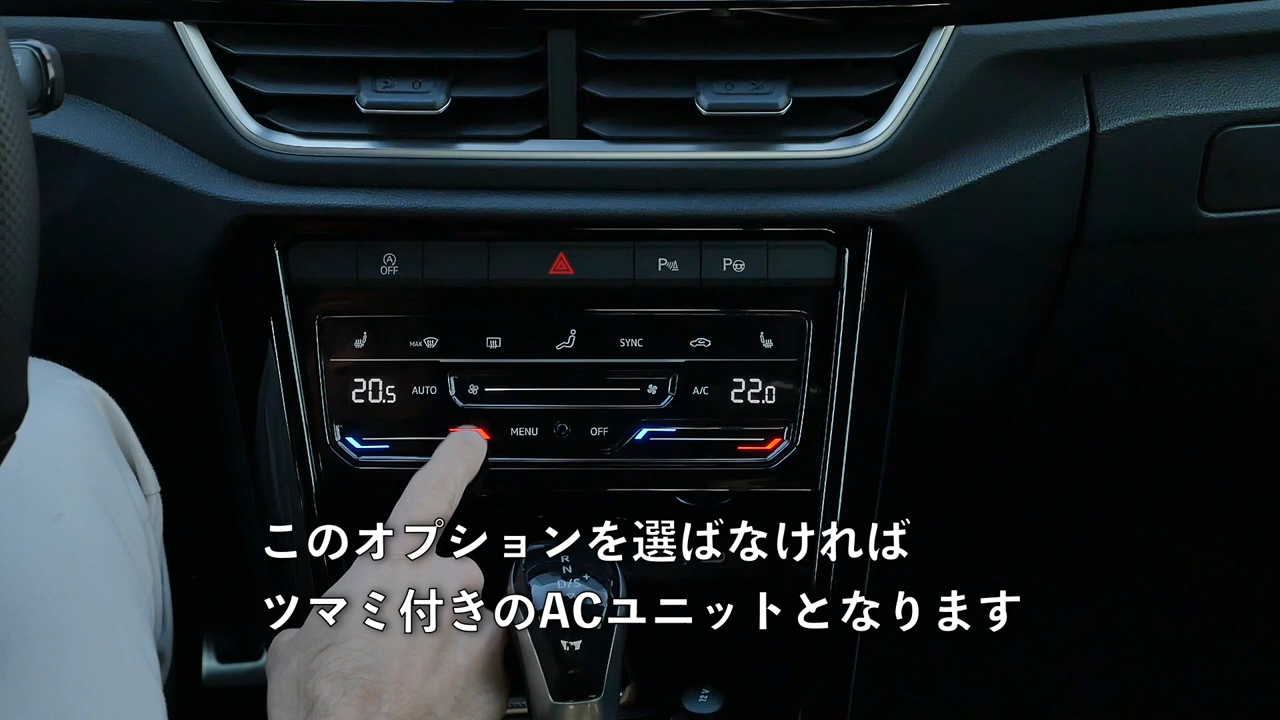 OFF
P
P
MAX
SYNC
20.5
AUTO
A/C
22.0
MENU
OFF
このオプションを選ばなければ
R
N
D/S
+
ツマミ付きのACユニットとなります
12V